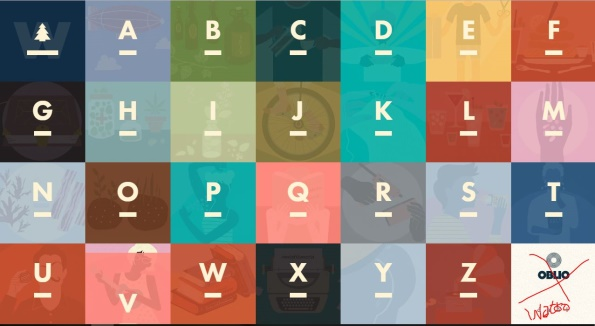 W A B C D E F
G H I J K L M
N O P Q R S T
U V W X Y Z
OBLIO